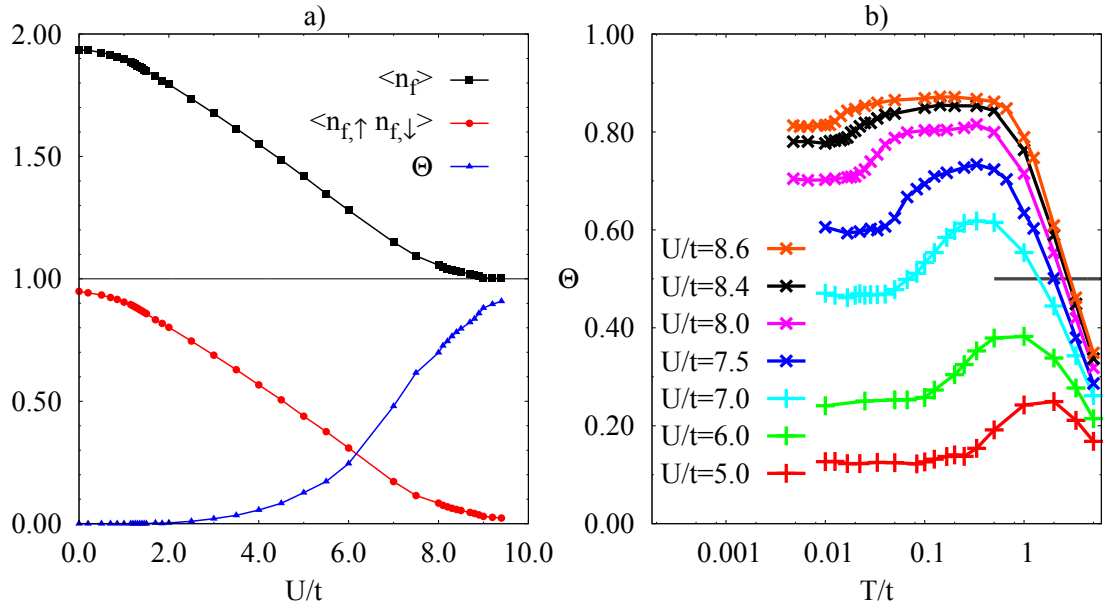 a)
2.00
1.50
1.00
0.50
0.00
<n_f>
<n_{f,↑} n_{f,↓}>
Θ
0.0 2.0 4.0 6.0 8.0 10.0
U/t
b)
1.00
0.80
0.60
0.40
0.20
0.00
Θ
U/t=8.6
U/t=8.4
U/t=8.0
U/t=7.5
U/t=7.0
U/t=6.0
U/t=5.0
0.001 0.01 0.1 1
T/t